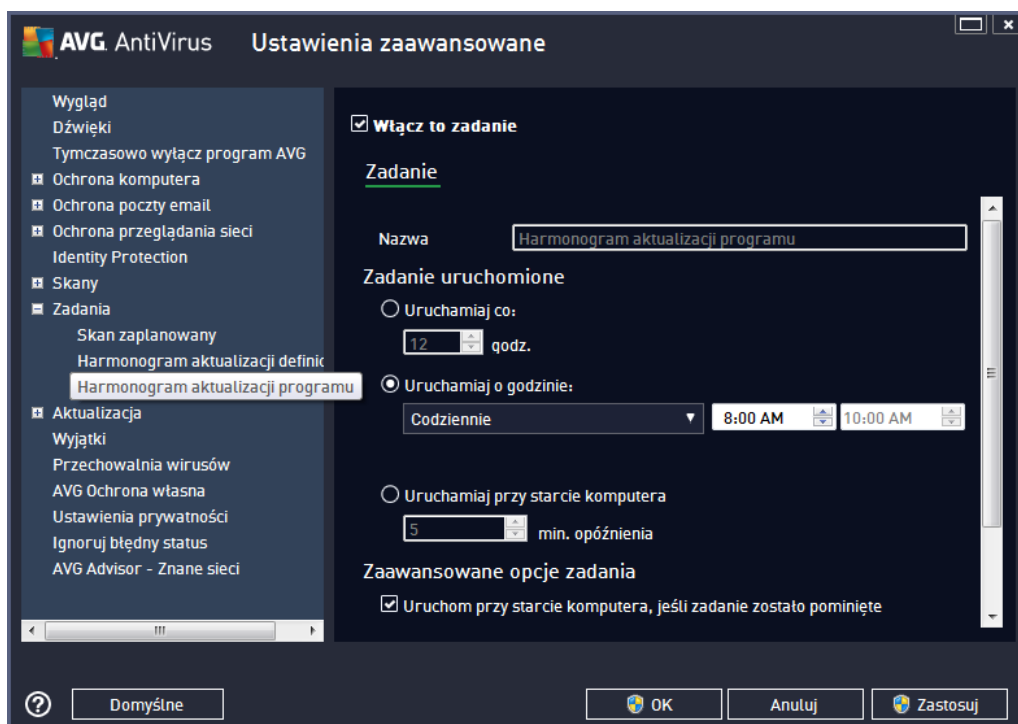 AVG. AntiVirus Ustawienia zaawansowane
Wygląd
Dźwięki
Tymczasowo wyłącz program AVG
Ochrona komputera
Ochrona poczty email
Ochrona przeglądania sieci
Identity Protection
Skany
Zadania
Skan zaplanowany
Harmonogram aktualizacji definic
Harmonogram aktualizacji programu
Aktualizacja
Wyjątki
Przechowalnia wirusów
AVG Ochrona własna
Ustawienia prywatności
Ignoruj błędny status
AVG Advisor - Znane sieci
Włącz to zadanie
Zadanie
Nazwa Harmonogram aktualizacji programu
Zadanie uruchomione
Uruchamiaj co:
12 godz.
Uruchamiaj o godzinie:
Codziennie 8:00 AM 10:00 AM
Uruchamiaj przy starcie komputera
5 min. opóźnienia
Zaawansowane opcje zadania
Uruchom przy starcie komputera, jeśli zadanie zostało pominięte
? Domyślne OK Anuluj Zastosuj